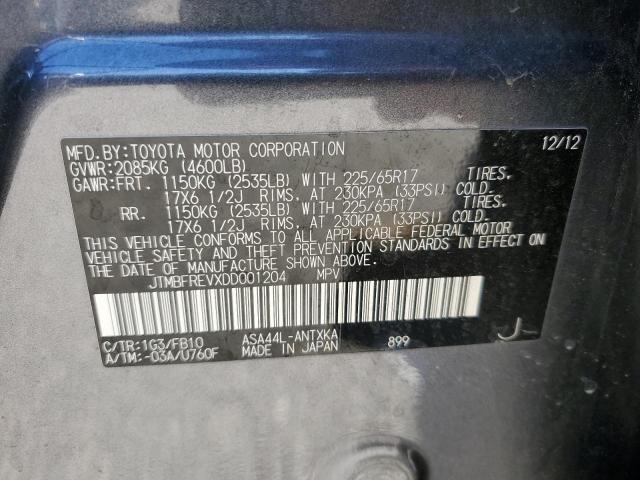 MFD.BY:TOYOTA MOTOR CORPORATION 12/12
GVWR:2085KG (4600LB)
GAWR:FRT. 1150KG (2535LB) WITH 225/65R17 TIRES.
17X6 1/2J RIMS, AT 230KPA (33PSI) COLD.
RR. 1150KG (2535LB) WITH 225/65R17 TIRES.
17X6 1/2J RIMS, AT 230KPA (33PSI) COLD.
THIS VEHICLE CONFORMS TO ALL APPLICABLE FEDERAL MOTOR
VEHICLE SAFETY AND THEFT PREVENTION STANDARDS IN EFFECT
ON THE DATE OF MANUFACTURE SHOWN ABOVE.
JTMBFREVXDD001204 MPV
C/TR:1G3/FB10 ASA44L-ANTXKA 899 J
A/TM:-03A/U760F MADE IN JAPAN